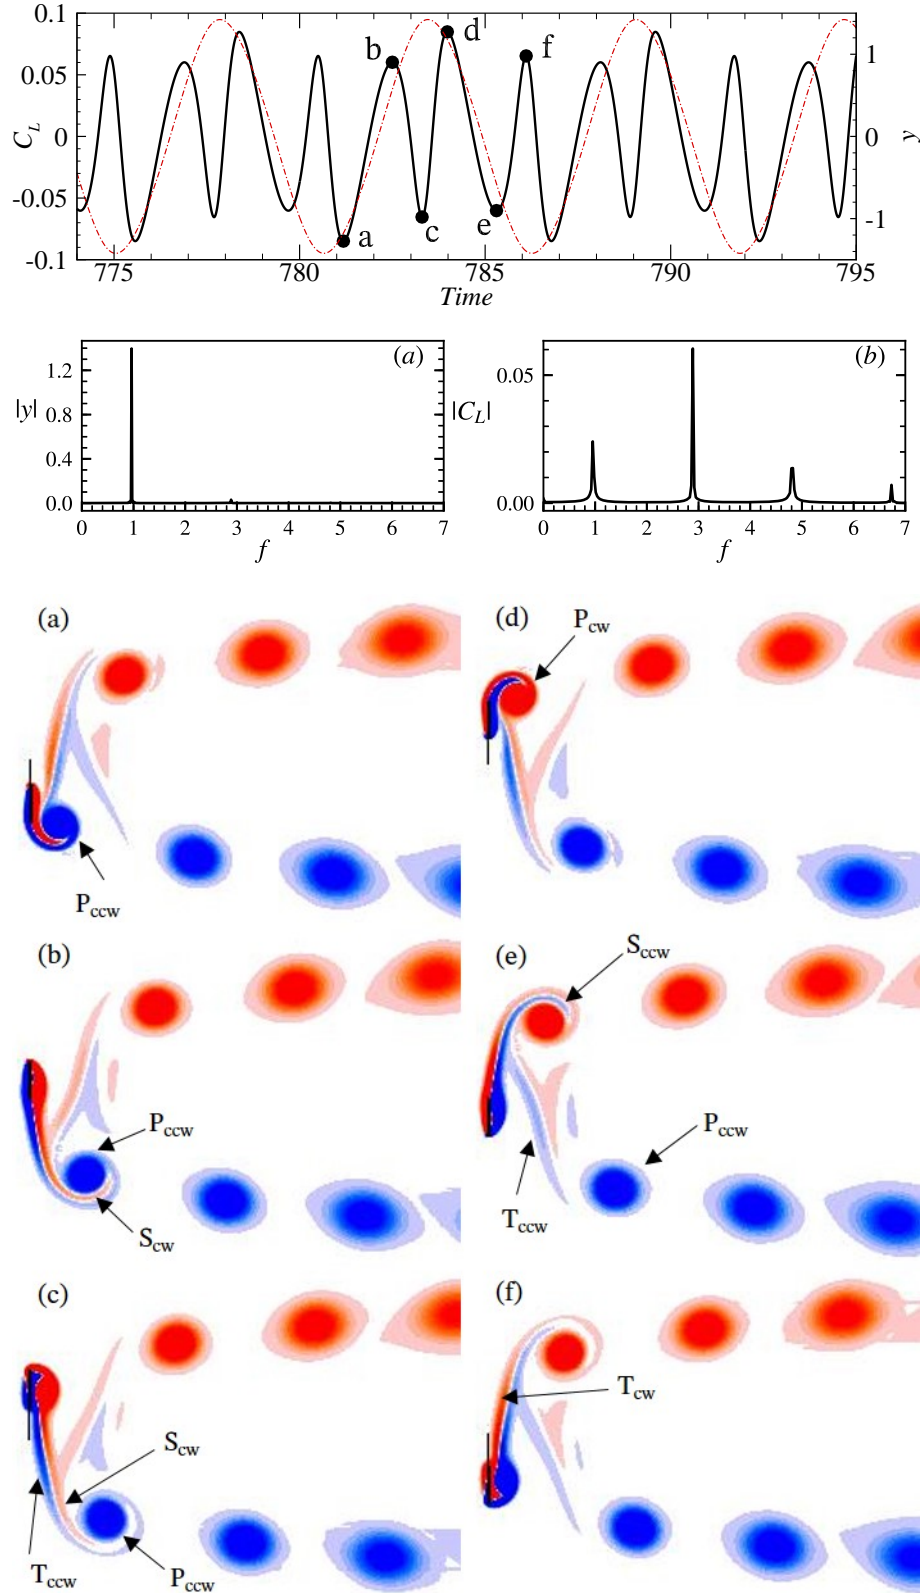 0.1
0.05
0
-0.05
-0.1
C_L
1
0
-1
y
a
b
c
d
e
f
775
780
785
790
795
Time
(a)
1.2
0.8
0.4
0.0
|y|
0 1 2 3 4 5 6 7
f
(b)
0.05
0.00
|C_L|
0 1 2 3 4 5 6 7
f
(a)
P_ccw
(d)
P_cw
(b)
P_ccw
S_cw
(e)
S_ccw
P_ccw
T_ccw
(c)
S_cw
T_ccw
P_ccw
(f)
T_cw